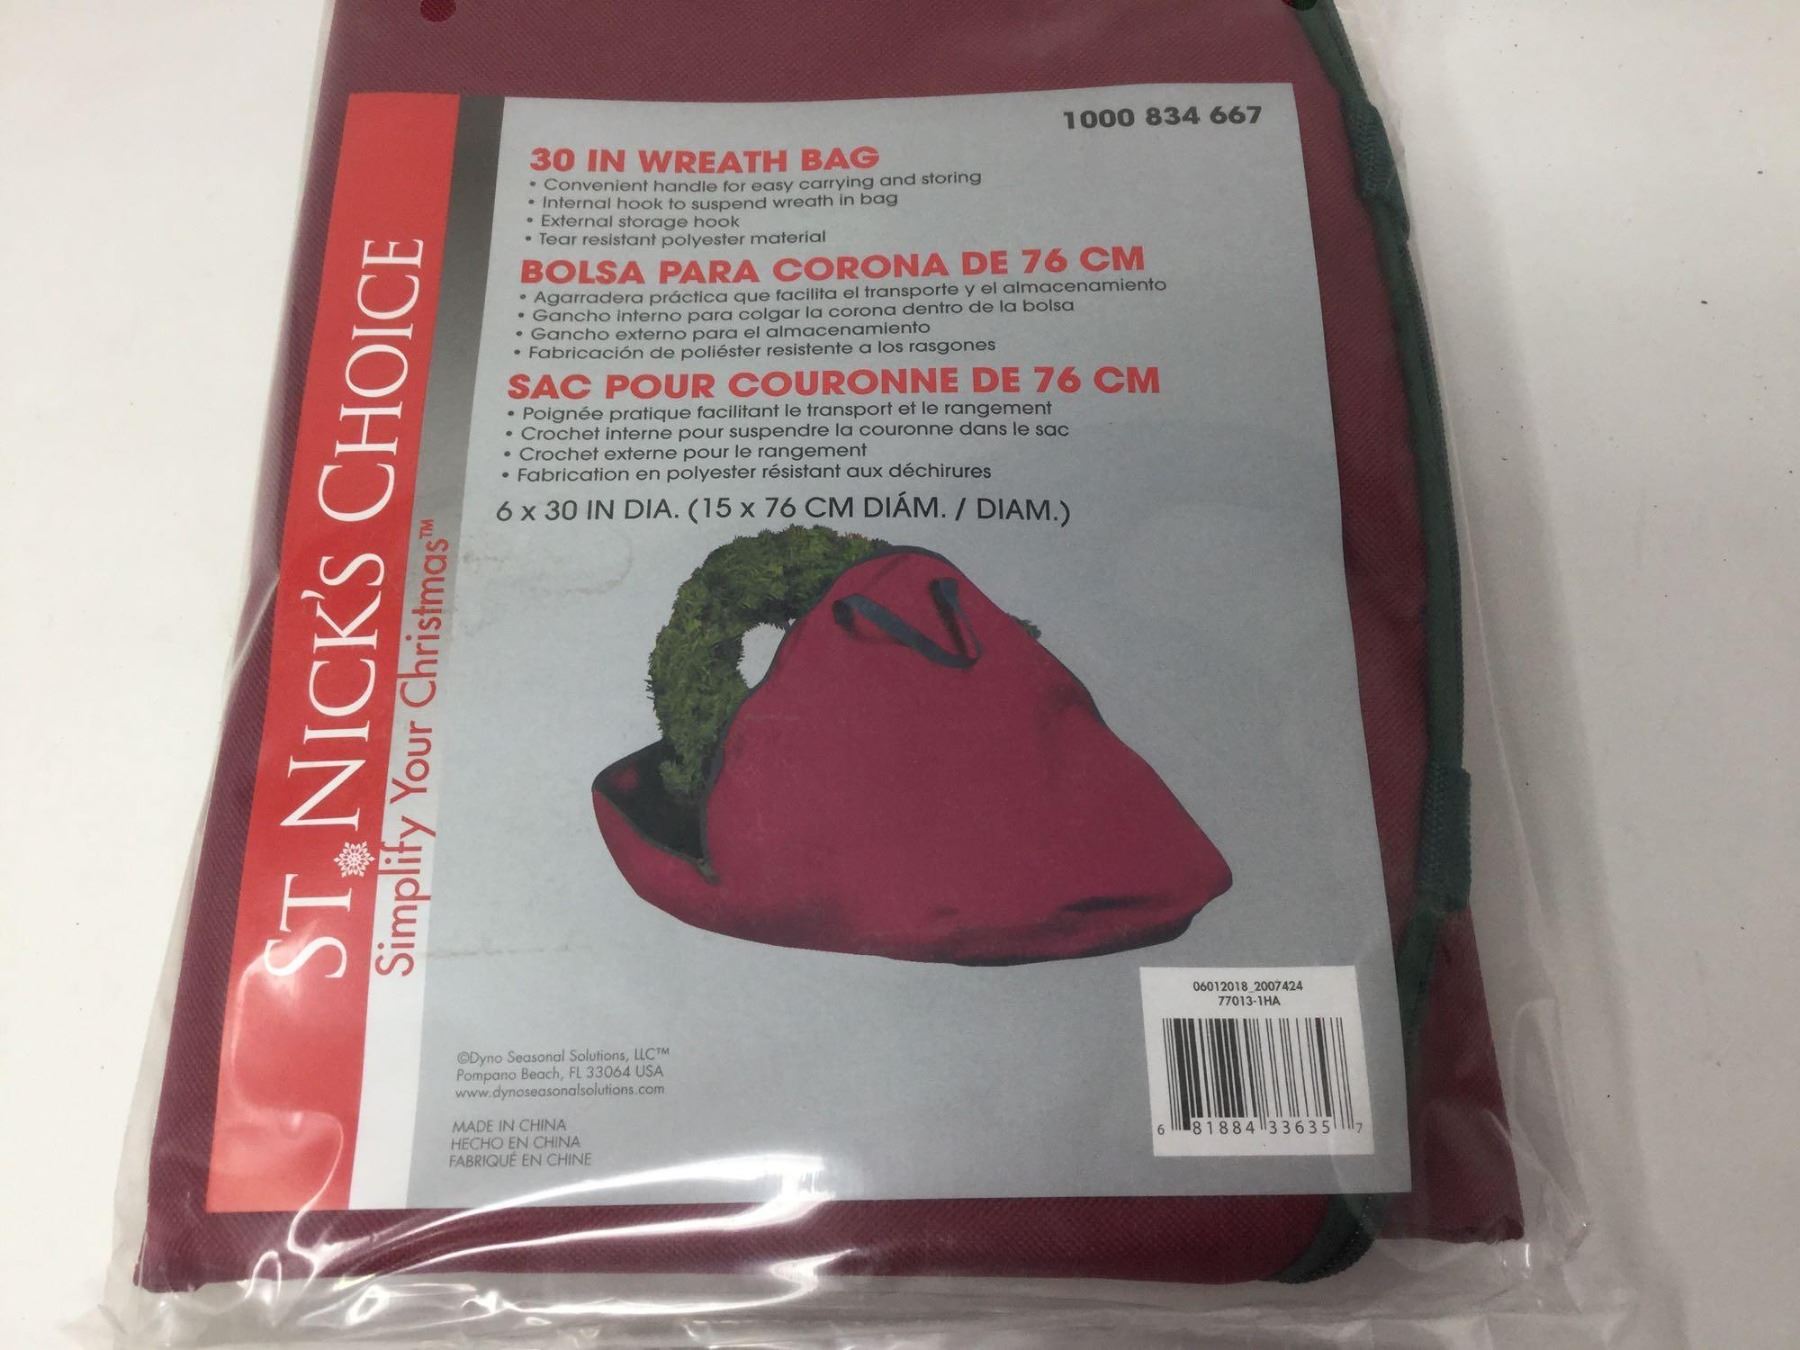 1000 834 667
30 IN WREATH BAG
• Convenient handle for easy carrying and storing
• Internal hook to suspend wreath in bag
• External storage hook
• Tear resistant polyester material
BOLSA PARA CORONA DE 76 CM
• Agarradera práctica que facilita el transporte y el almacenamiento
• Gancho interno para colgar la corona dentro de la bolsa
• Gancho externo para el almacenamiento
• Fabricación de poliéster resistente a los rasgones
SAC POUR COURONNE DE 76 CM
• Poignée pratique facilitant le transport et le rangement
• Crochet interne pour suspendre la couronne dans le sac
• Crochet externe pour le rangement
• Fabrication en polyester résistant aux déchirures
6 x 30 IN DIA. (15 x 76 CM DIÁM. / DIAM.)
ST. NICK'S CHOICE
Simplify Your Christmas™
©Dyno Seasonal Solutions, LLC™
Pompano Beach, FL 33064 USA
www.dynoseasonalsolutions.com
MADE IN CHINA
HECHO EN CHINA
FABRIQUÉ EN CHINE
06012018_2007424
77013-1HA
6 81884 33635 7